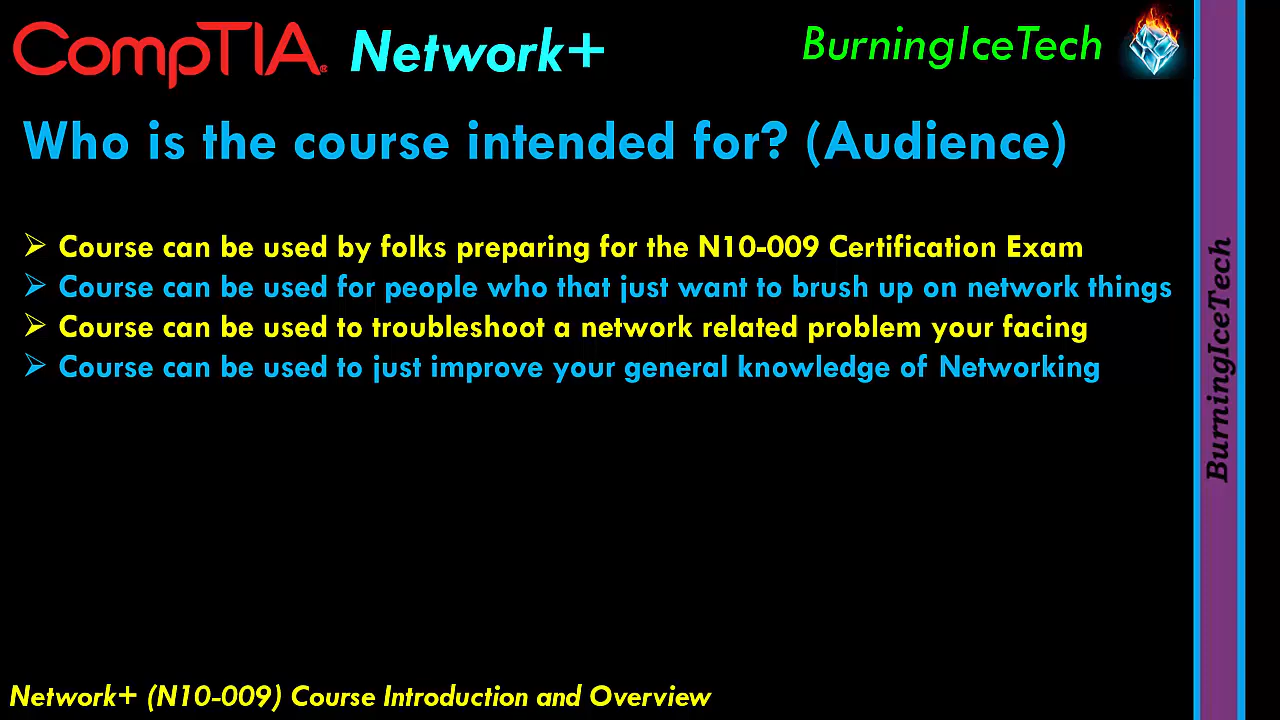 CompTIA® Network+
BurningIceTech
Who is the course intended for? (Audience)
➢ Course can be used by folks preparing for the N10-009 Certification Exam
➢ Course can be used for people who that just want to brush up on network things
➢ Course can be used to troubleshoot a network related problem your facing
➢ Course can be used to just improve your general knowledge of Networking
BurningIceTech
Network+ (N10-009) Course Introduction and Overview